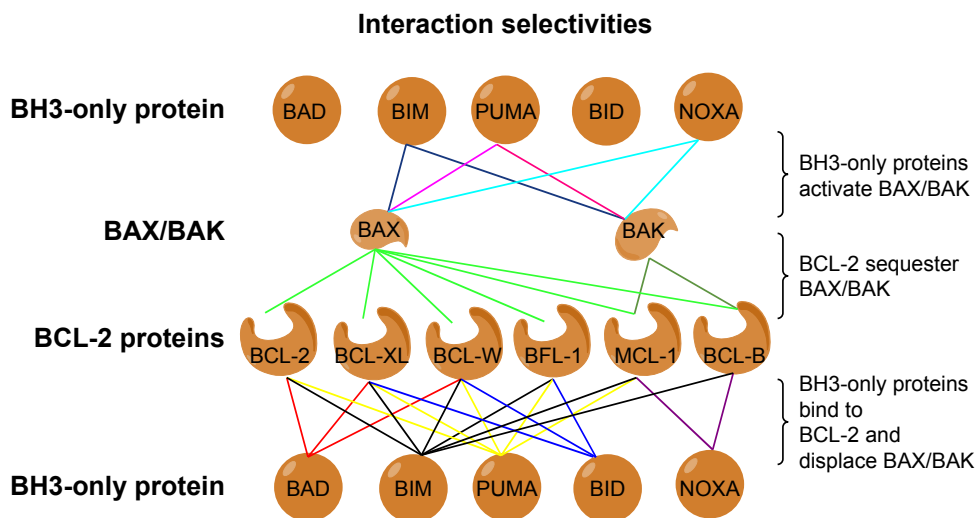 Interaction selectivities
BH3-only protein
BAD
BIM
PUMA
BID
NOXA
BH3-only proteins
activate BAX/BAK
BAX/BAK
BAX
BAK
BCL-2 sequester
BAX/BAK
BCL-2 proteins
BCL-2
BCL-XL
BCL-W
BFL-1
MCL-1
BCL-B
BH3-only proteins
bind to
BCL-2 and
displace BAX/BAK
BH3-only protein
BAD
BIM
PUMA
BID
NOXA